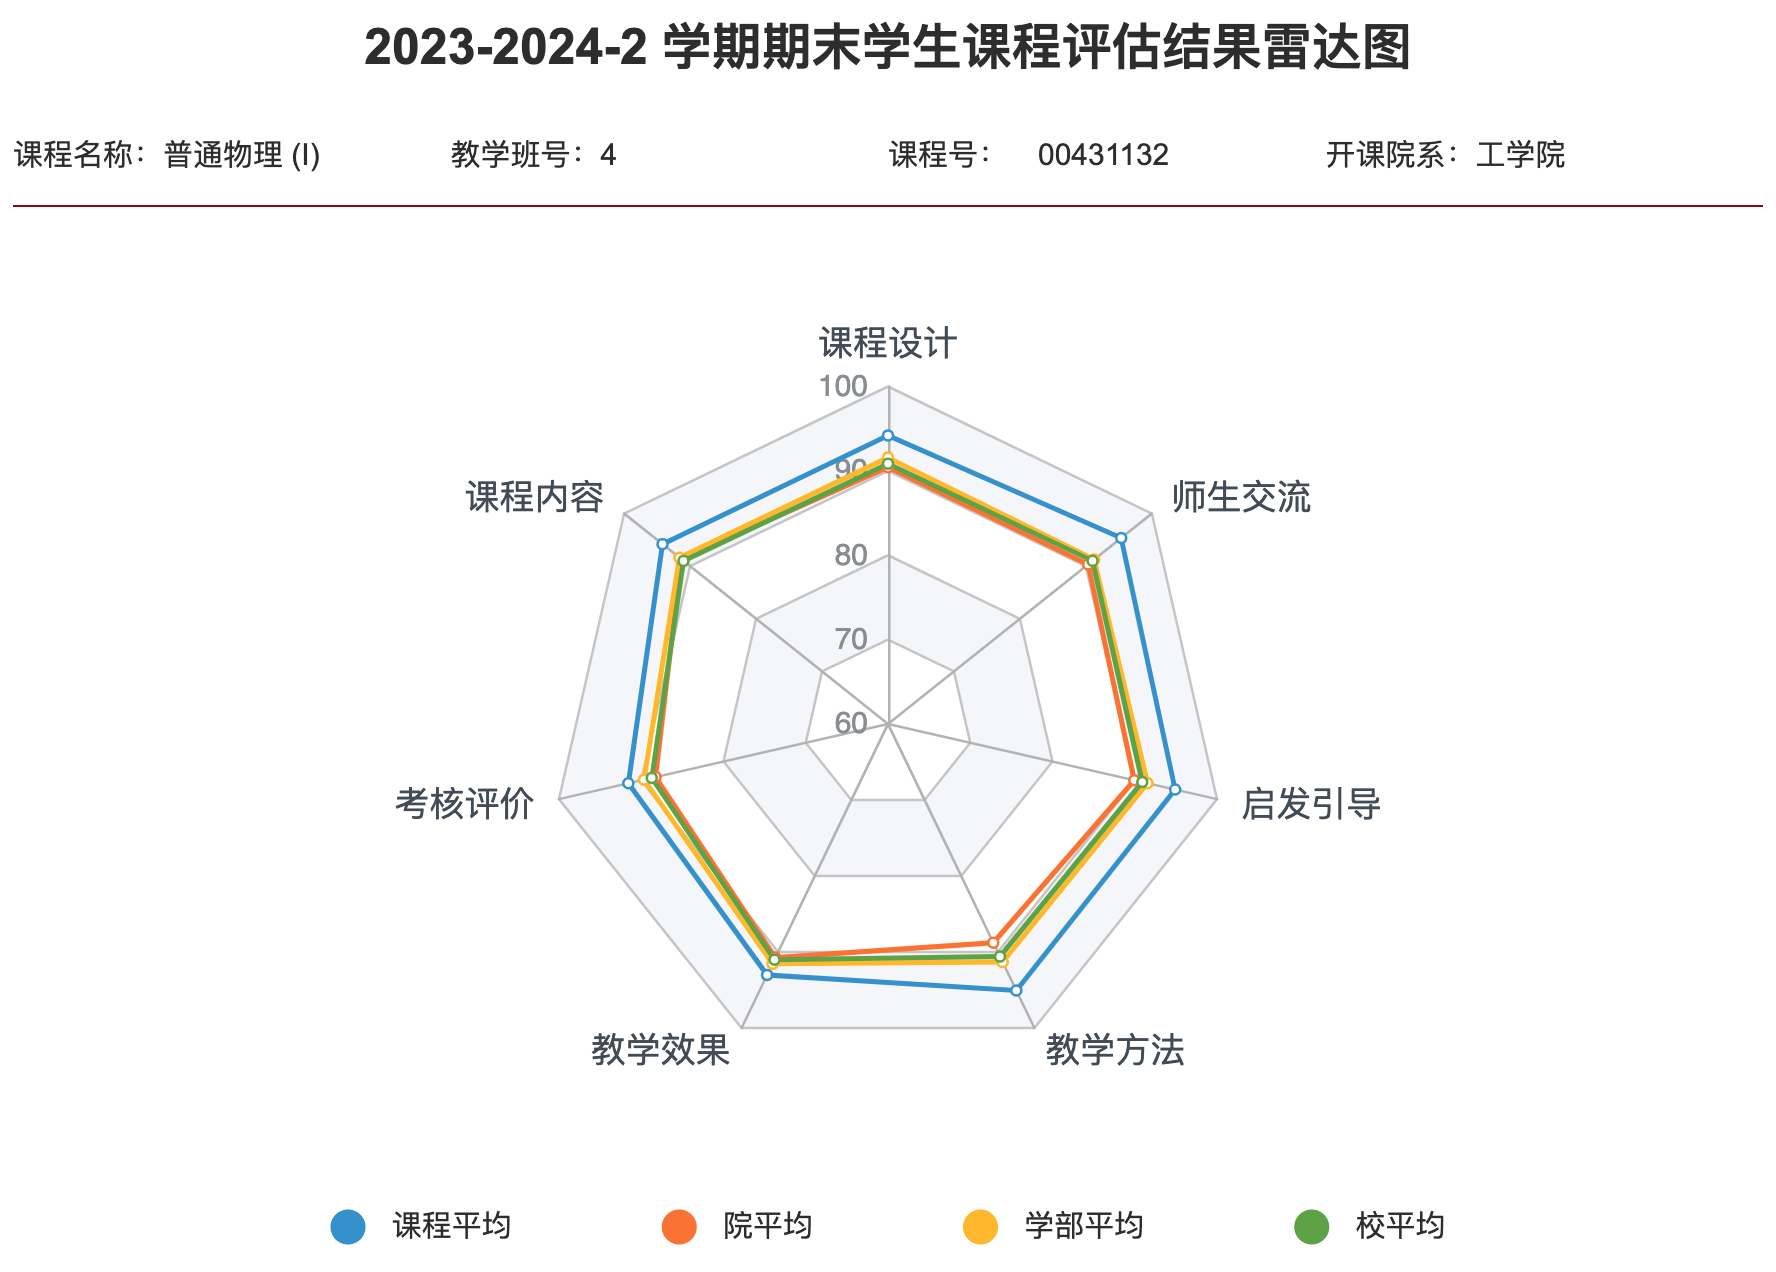 2023-2024-2 学期期末学生课程评估结果雷达图
课程名称：普通物理 (I) 教学班号：4 课程号： 00431132 开课院系：工学院
课程设计
100
90
课程内容 师生交流
80
70
60
考核评价 启发引导
教学效果 教学方法
课程平均 院平均 学部平均 校平均